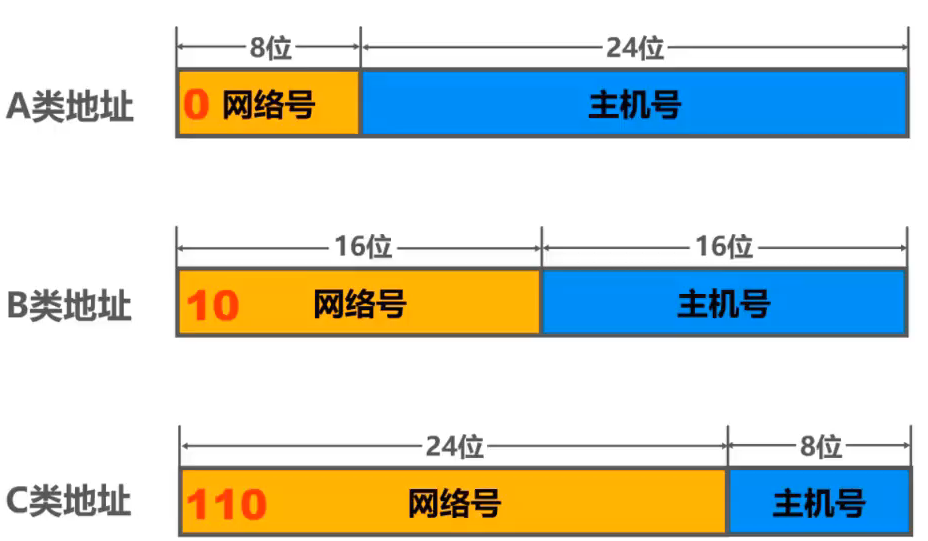 8位 24位
A类地址 0 网络号 主机号
16位 16位
B类地址 10 网络号 主机号
24位 8位
C类地址 110 网络号 主机号